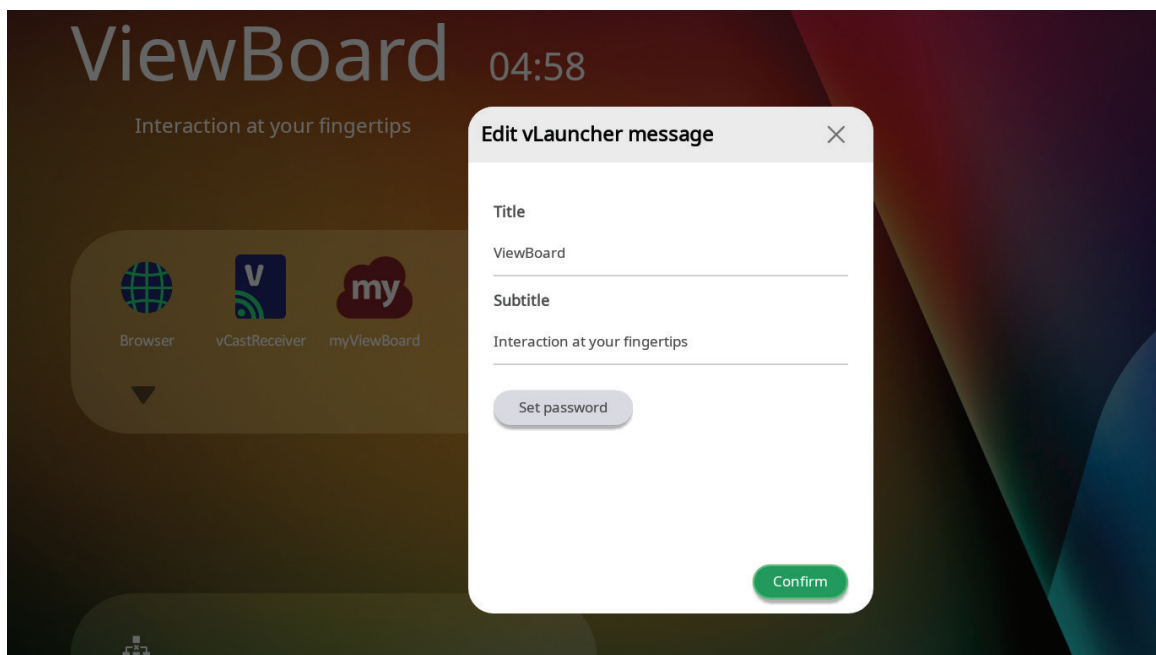 ViewBoard 04:58
Interaction at your fingertips
Edit vLauncher message
Title
ViewBoard
Subtitle
Interaction at your fingertips
Set password
Confirm
V
my
Browser vCastReceiver myViewBoard